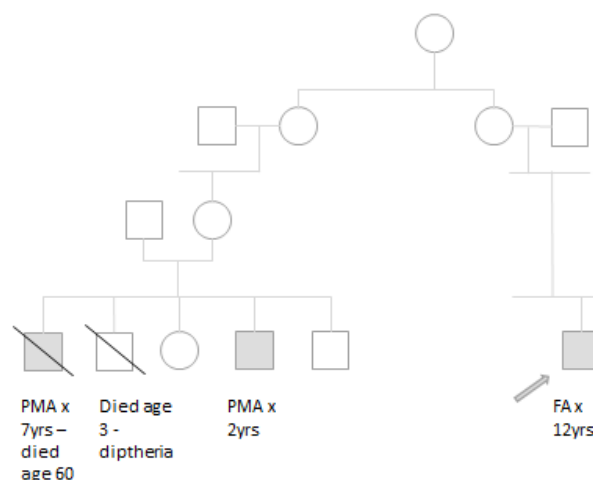 PMA x
7yrs –
died
age 60
Died age
3 -
diptheria
PMA x
2yrs
FA x
12yrs